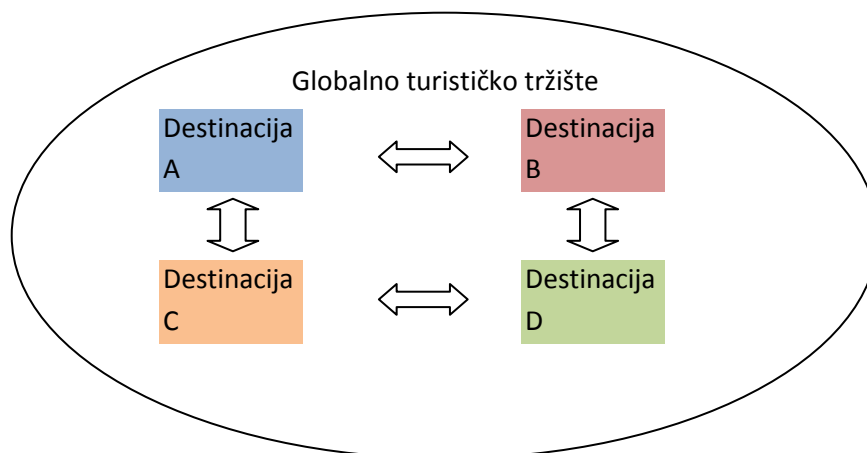 Globalno turističko tržište
Destinacija
A
Destinacija
B
Destinacija
C
Destinacija
D